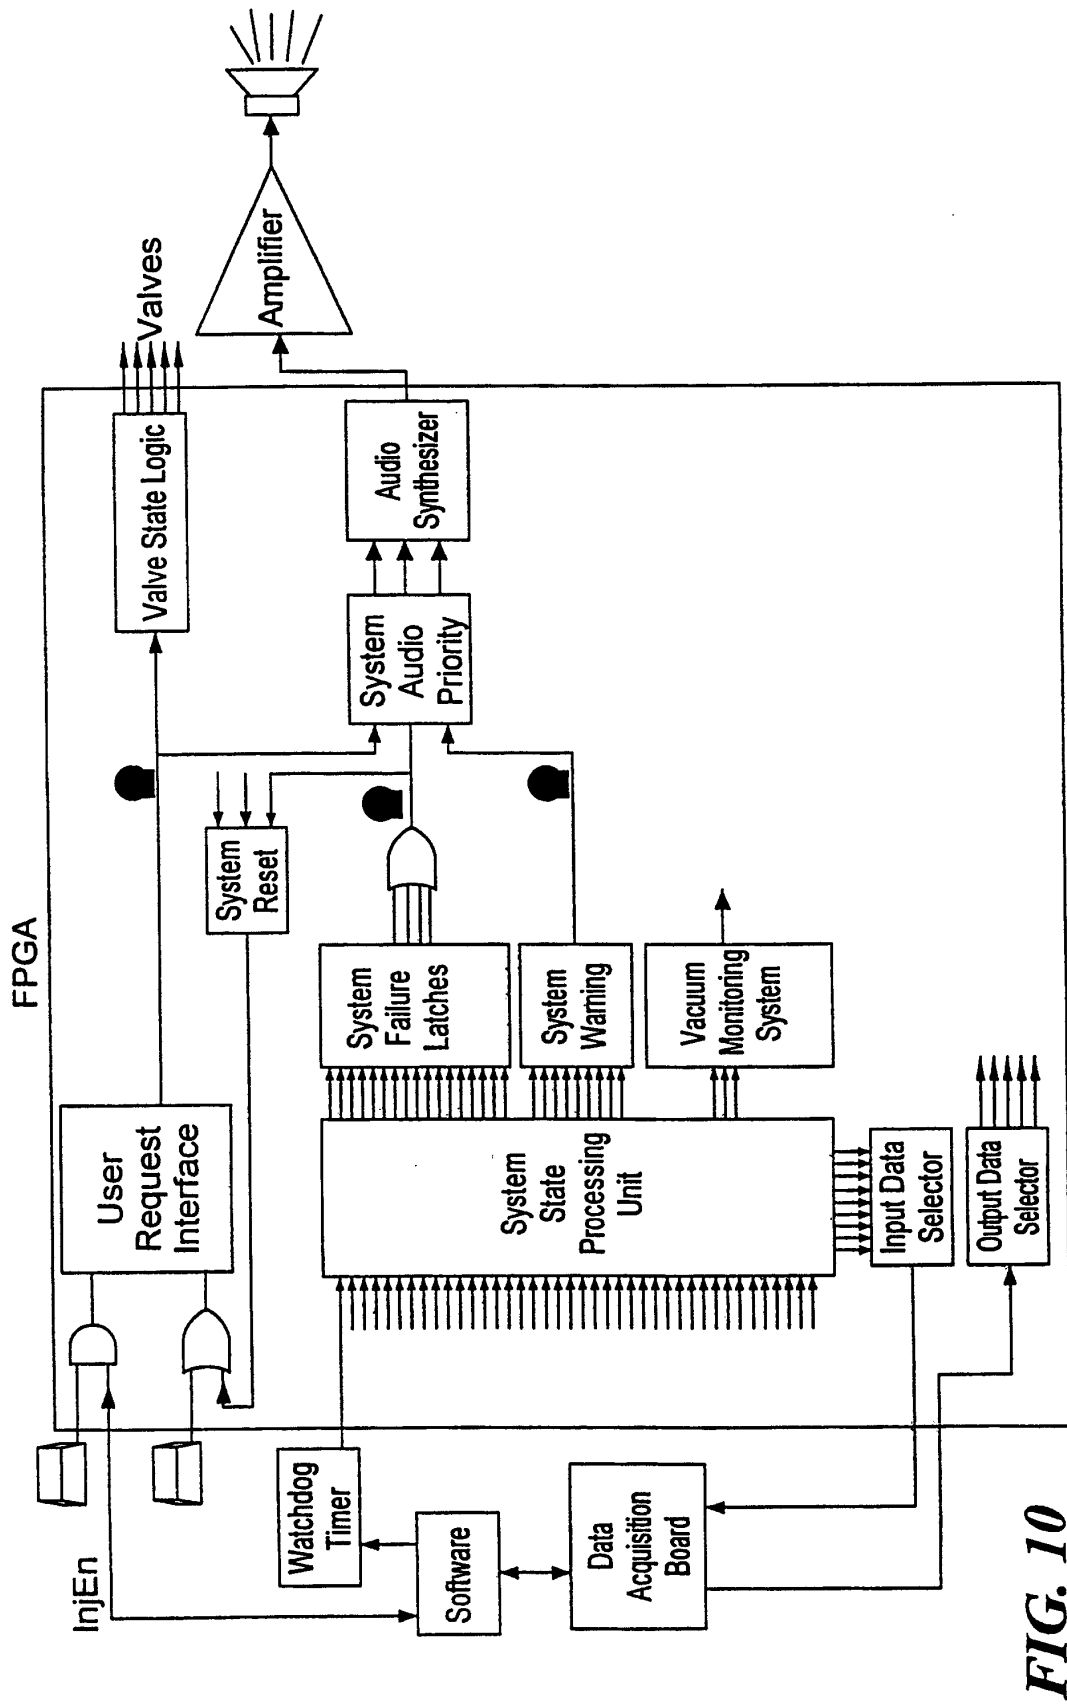 FPGA
InjEn
User
Request
Interface
Valve State Logic
Valves
System
Reset
Watchdog
Timer
Software
Data
Acquisition
Board
System
State
Processing
Unit
System
Failure
Latches
System
Warning
Vacuum
Monitoring
System
Input Data
Selector
Output Data
Selector
System
Audio
Priority
Audio
Synthesizer
Amplifier
FIG. 10